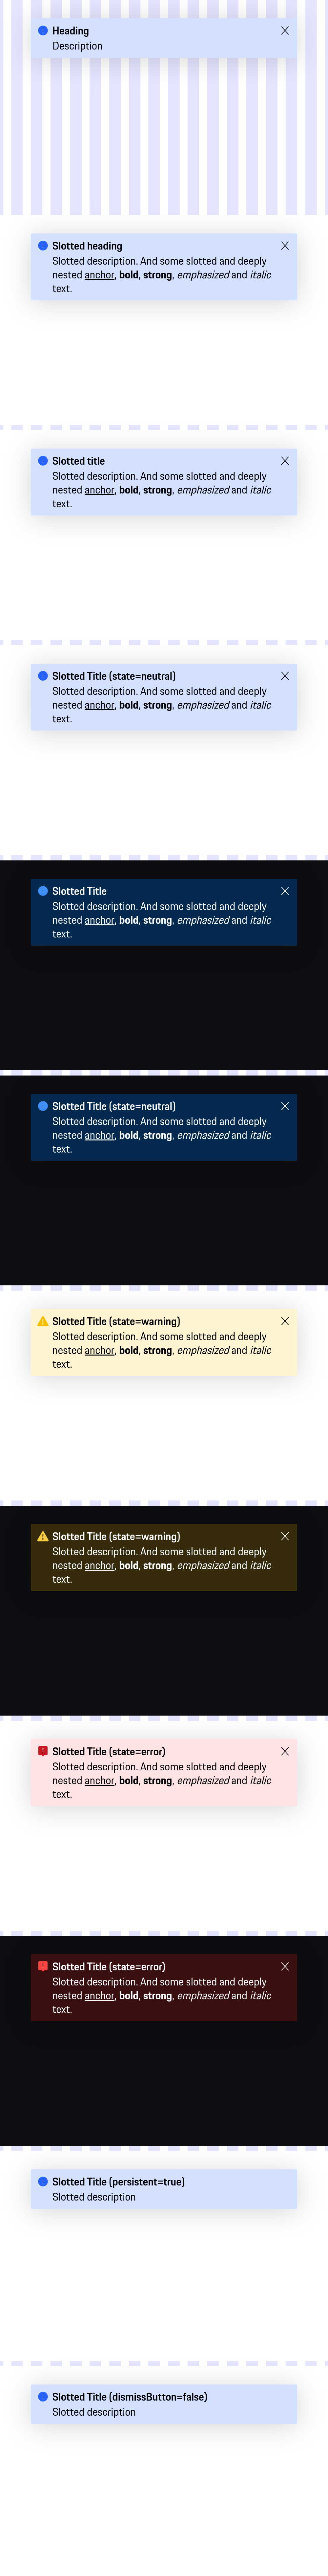 Heading
Description
Slotted heading
Slotted description. And some slotted and deeply
nested anchor, bold, strong, emphasized and italic
text.
Slotted title
Slotted description. And some slotted and deeply
nested anchor, bold, strong, emphasized and italic
text.
Slotted Title (state=neutral)
Slotted description. And some slotted and deeply
nested anchor, bold, strong, emphasized and italic
text.
Slotted Title
Slotted description. And some slotted and deeply
nested anchor, bold, strong, emphasized and italic
text.
Slotted Title (state=neutral)
Slotted description. And some slotted and deeply
nested anchor, bold, strong, emphasized and italic
text.
Slotted Title (state=warning)
Slotted description. And some slotted and deeply
nested anchor, bold, strong, emphasized and italic
text.
Slotted Title (state=warning)
Slotted description. And some slotted and deeply
nested anchor, bold, strong, emphasized and italic
text.
Slotted Title (state=error)
Slotted description. And some slotted and deeply
nested anchor, bold, strong, emphasized and italic
text.
Slotted Title (state=error)
Slotted description. And some slotted and deeply
nested anchor, bold, strong, emphasized and italic
text.
Slotted Title (persistent=true)
Slotted description
Slotted Title (dismissButton=false)
Slotted description